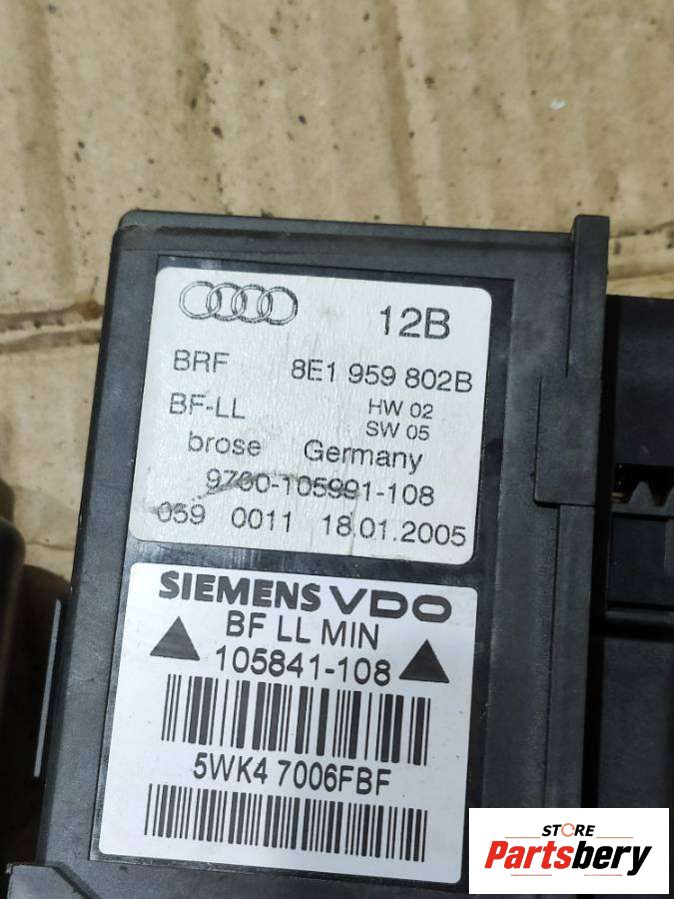 12B
BRF 8E1 959 802B
BF-LL HW 02
SW 05
brose Germany
9700-105991-108
059 0011 18.01.2005
SIEMENS VDO
BF LL MIN
105841-108
5WK4 7006FBF
STORE
Partsbery